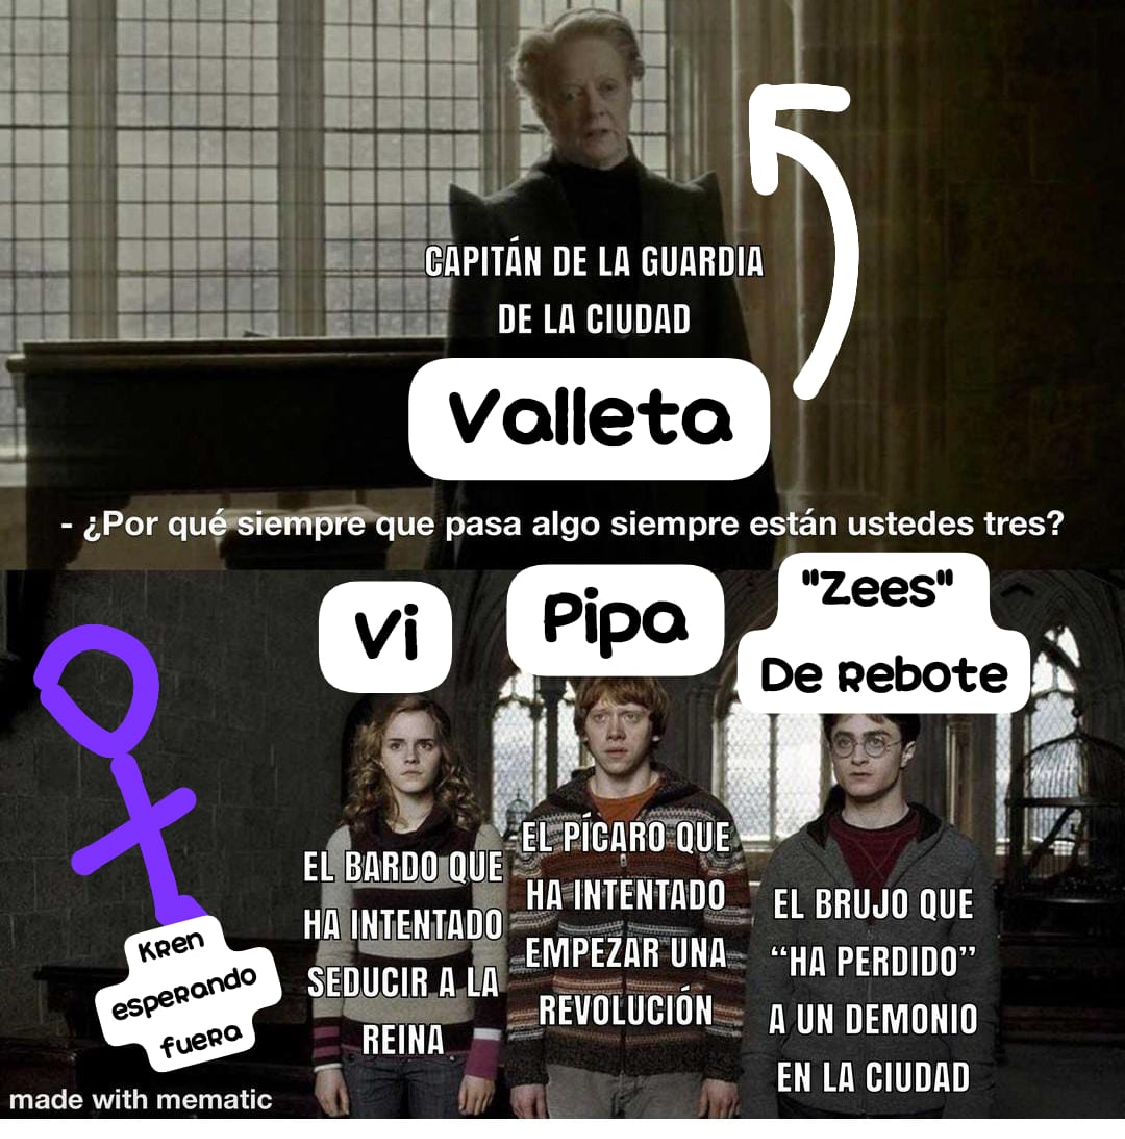 CAPITÁN DE LA GUARDIA
DE LA CIUDAD
Valleta
- ¿Por qué siempre que pasa algo siempre están ustedes tres?
Vi
Pipa
"Zees"
De Rebote
EL BARDO QUE
HA INTENTADO
SEDUCIR A LA
REINA
EL PÍCARO QUE
HA INTENTADO
EMPEZAR UNA
REVOLUCIÓN
EL BRUJO QUE
“HA PERDIDO”
A UN DEMONIO
EN LA CIUDAD
KRen
espeRando
fueRa
made with mematic